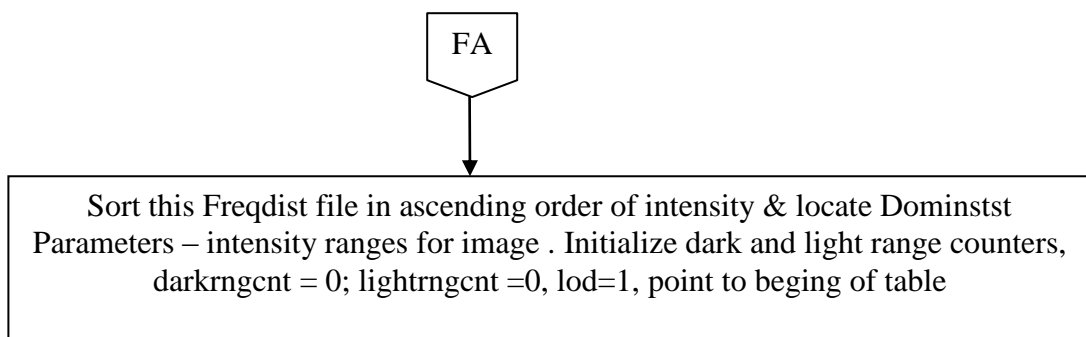 FA
Sort this Freqdist file in ascending order of intensity & locate Dominstst
Parameters – intensity ranges for image . Initialize dark and light range counters,
darkrngcnt = 0; lightrngcnt =0, lod=1, point to beging of table